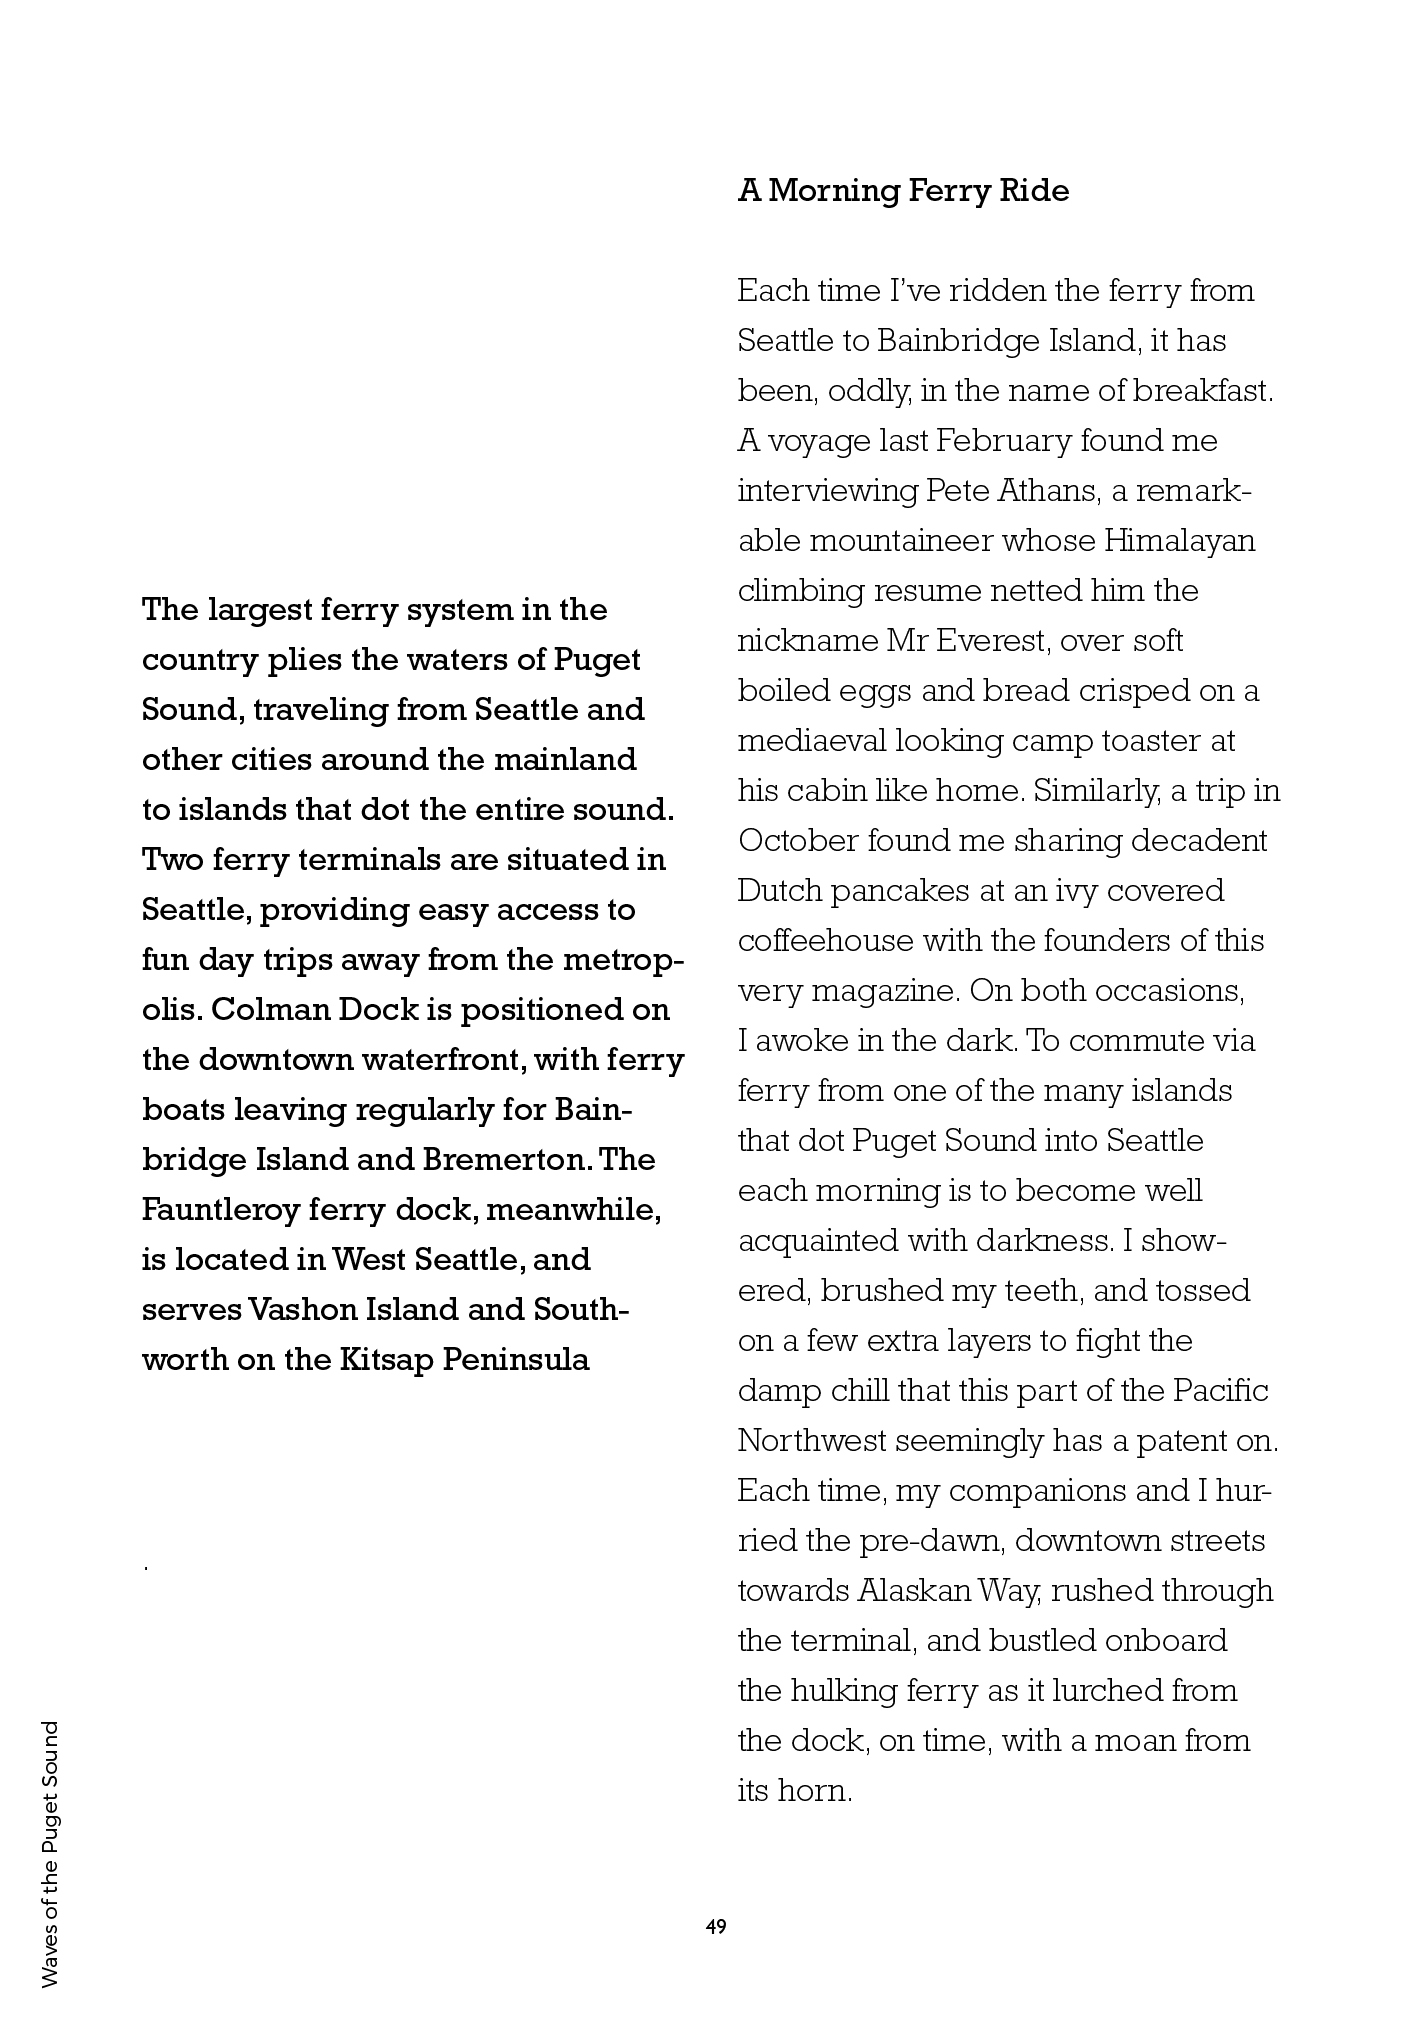 The largest ferry system in the
country plies the waters of Puget
Sound, traveling from Seattle and
other cities around the mainland
to islands that dot the entire sound.
Two ferry terminals are situated in
Seattle, providing easy access to
fun day trips away from the metrop-
olis. Colman Dock is positioned on
the downtown waterfront, with ferry
boats leaving regularly for Bain-
bridge Island and Bremerton. The
Fauntleroy ferry dock, meanwhile,
is located in West Seattle, and
serves Vashon Island and South-
worth on the Kitsap Peninsula
.
A Morning Ferry Ride
Each time I’ve ridden the ferry from
Seattle to Bainbridge Island, it has
been, oddly, in the name of breakfast.
A voyage last February found me
interviewing Pete Athans, a remark-
able mountaineer whose Himalayan
climbing resume netted him the
nickname Mr Everest, over soft
boiled eggs and bread crisped on a
mediaeval looking camp toaster at
his cabin like home. Similarly, a trip in
October found me sharing decadent
Dutch pancakes at an ivy covered
coffeehouse with the founders of this
very magazine. On both occasions,
I awoke in the dark. To commute via
ferry from one of the many islands
that dot Puget Sound into Seattle
each morning is to become well
acquainted with darkness. I show-
ered, brushed my teeth, and tossed
on a few extra layers to fight the
damp chill that this part of the Pacific
Northwest seemingly has a patent on.
Each time, my companions and I hur-
ried the pre-dawn, downtown streets
towards Alaskan Way, rushed through
the terminal, and bustled onboard
the hulking ferry as it lurched from
the dock, on time, with a moan from
its horn.
Waves of the Puget Sound
49